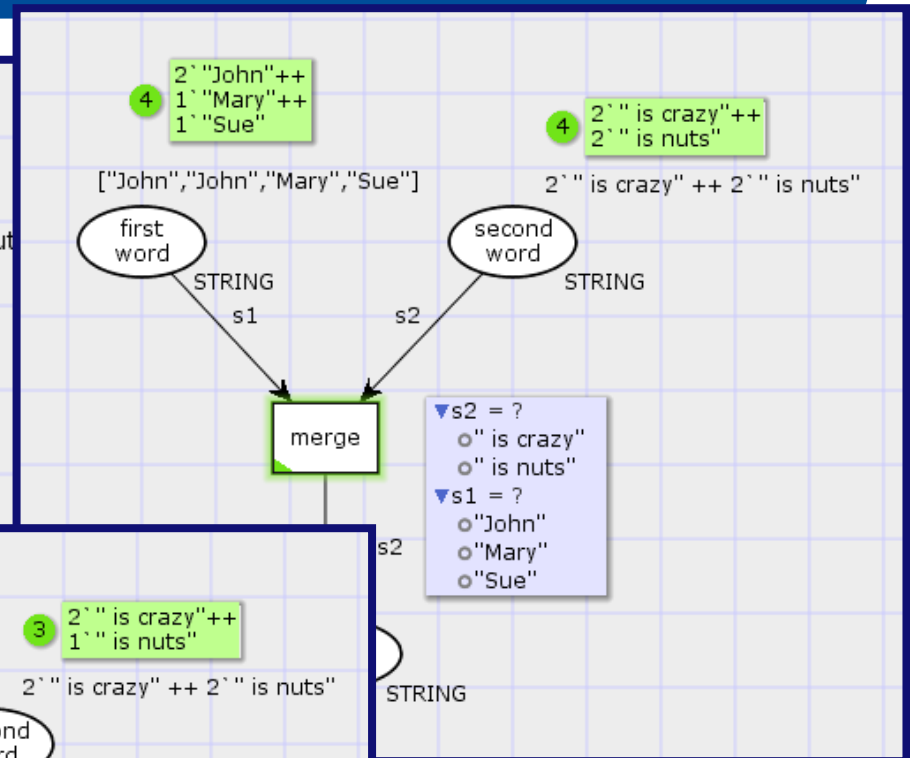 2`"John"++
1`"Mary"++
1`"Sue"
4
["John","John","Mary","Sue"]
first
word
STRING
s1
2`" is crazy"++
2`" is nuts"
4
2`" is crazy" ++ 2`" is nuts"
second
word
STRING
s2
merge
s2 = ?
" is crazy"
" is nuts"
s1 = ?
"John"
"Mary"
"Sue"
s2
STRING
2`" is crazy"++
1`" is nuts"
3
2`" is crazy" ++ 2`" is nuts"